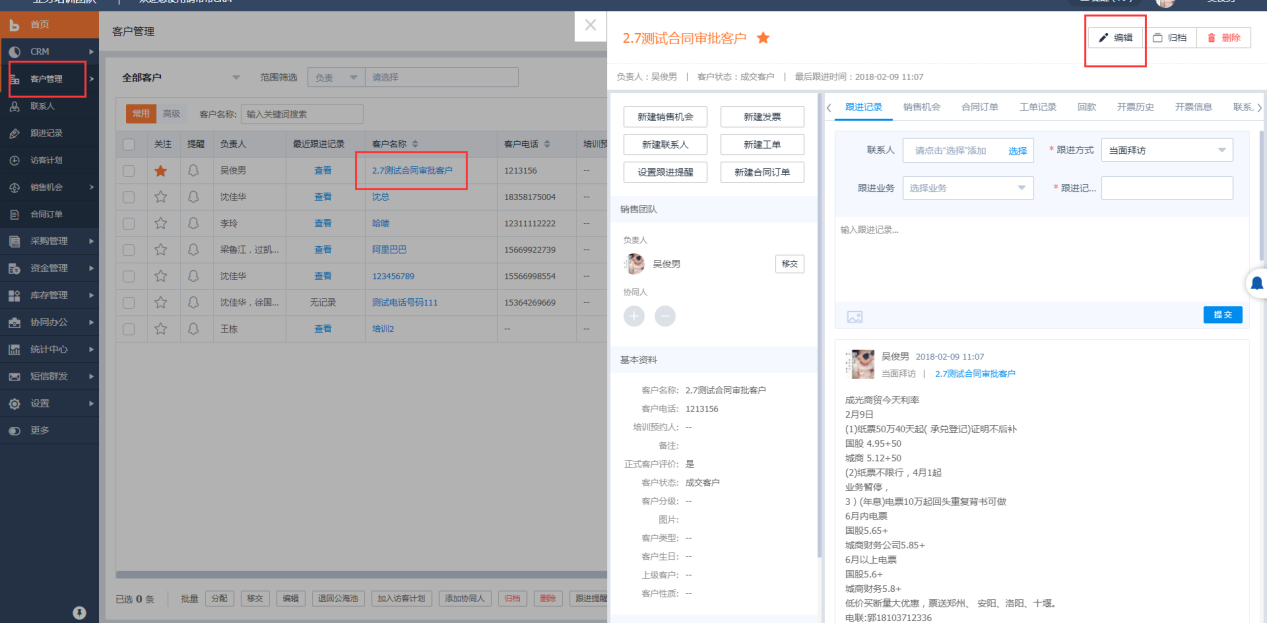 首页
CRM
客户管理
联系人
跟进记录
访客计划
销售机会
合同订单
采购管理
资金管理
库存管理
协同办公
统计中心
短信群发
设置
更多
客户管理
全部客户 范围筛选 负责 请选择
常用 高级 客户名称: 输入关键词搜索
关注 提醒 负责人 最近跟进记录 客户名称 客户电话
吴俊男 查看 2.7测试合同审批客户 1213156 --
沈佳华 查看 沈总 18358175004 --
李玲 查看 哈喽 12311112222 --
梁鲁江，过凯... 查看 阿里巴巴 15669922739 --
沈佳华 查看 123456789 15566998554 --
沈佳华，徐国... 无记录 测试电话号码111 15364269669 --
王栋 查看 培训2 -- --
已选 0 条 批量 分配 移交 编辑 退回公海池 加入访客计划 添加协同人 归档 删除 跟进提醒
2.7测试合同审批客户
编辑 归档 删除
负责人：吴俊男 | 客户状态：成交客户 | 最后跟进时间：2018-02-09 11:07
新建销售机会 新建发票
新建联系人 新建工单
设置跟进提醒 新建合同订单
销售团队
负责人
吴俊男 移交
协同人
基本资料
客户名称: 2.7测试合同审批客户
客户电话: 1213156
培训预约人: --
备注:
正式客户评价: 是
客户状态: 成交客户
客户分级: --
图片:
客户类型: --
客户生日: --
上级客户: --
客户性质: --
跟进记录 销售机会 合同订单 工单记录 回款 开票历史 开票信息 联系.
联系人 请点击"选择"添加 选择 * 跟进方式 当面拜访
跟进业务 选择业务 * 跟进记...
输入跟进记录...
提交
吴俊男 2018-02-09 11:07
当面拜访 | 2.7测试合同审批客户
成光商贸今天利率
2月9日
(1)纸票50万40天起( 承兑登记)证明不后补
国股 4.95+50
城商 5.12+50
(2)纸票不限行，4月1起
业务暂停，
3 ) (年息)电票10万起回头重复背书可做
6月内电票
国股5.65+
城商财务公司5.85+
6月以上电票
国股5.6+
城商财务5.8+
低价买断量大优惠，票送郑州、 安阳、洛阳、十堰。
电联:郭18103712336